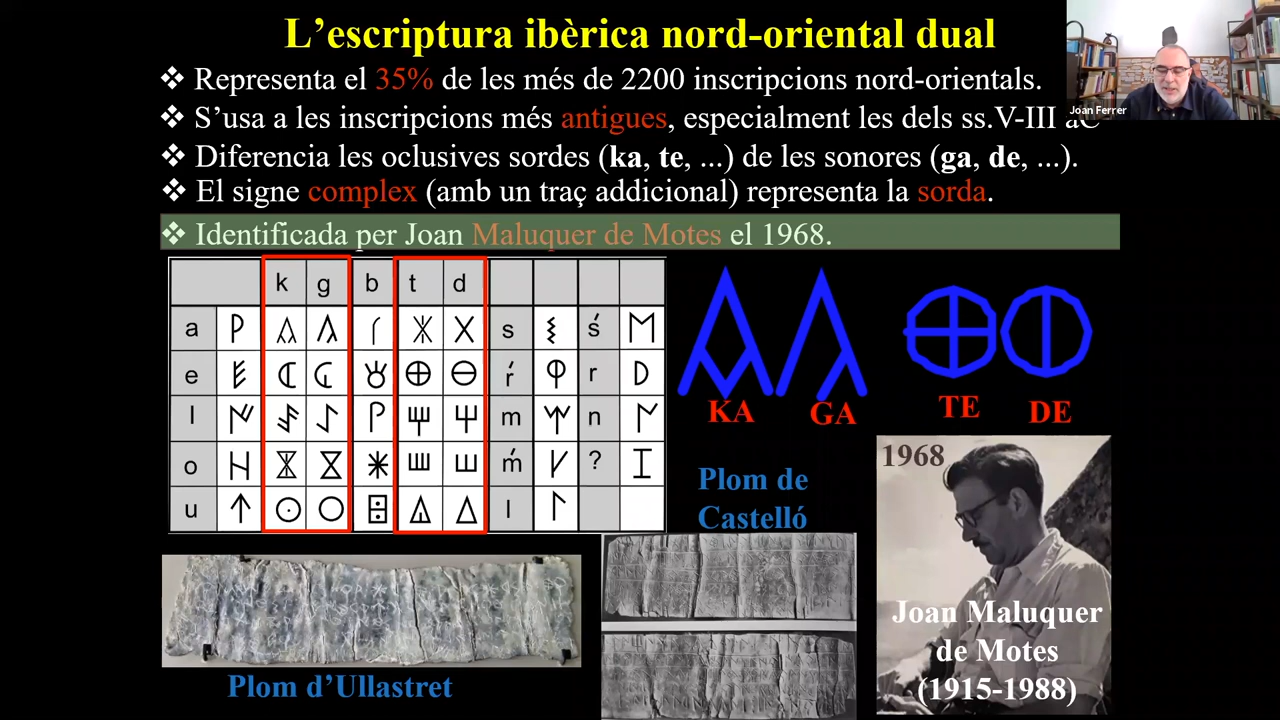 L'escriptura ibèrica nord-oriental dual
❖ Representa el 35% de les més de 2200 inscripcions nord-orientals.
❖ S'usa a les inscripcions més antigues, especialment les dels ss.V-III aC
❖ Diferencia les oclusives sordes (ka, te, ...) de les sonores (ga, de, ...).
❖ El signe complex (amb un traç addicional) representa la sorda.
❖ Identificada per Joan Maluquer de Motes el 1968.
Joan Ferrer
k g b t d
a s ś
e ŕ r
l m n
o ḿ ?
u l
KA GA TE DE
Plom de
Castelló
1968
Joan Maluquer
de Motes
(1915-1988)
Plom d'Ullastret